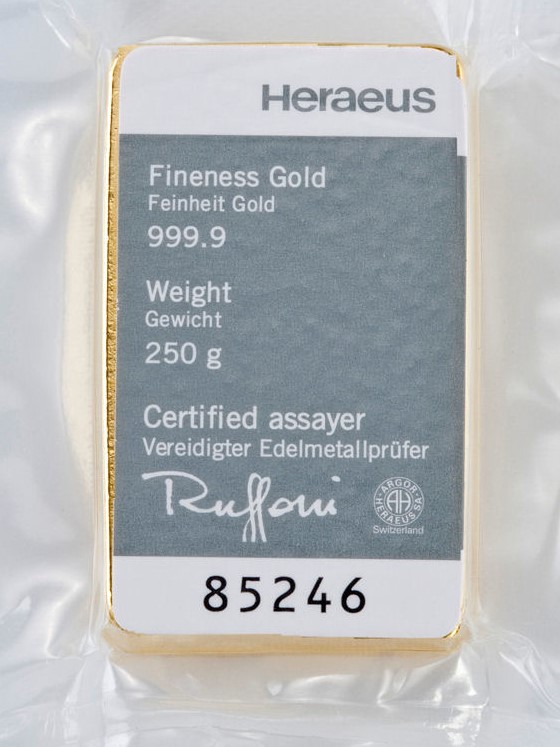 Heraeus
Fineness Gold
Feinheit Gold
999.9
Weight
Gewicht
250 g
Certified assayer
Vereidigter Edelmetallprüfer
Ruffoni
ARGOR
AH
HERAEUS SA
Switzerland
85246